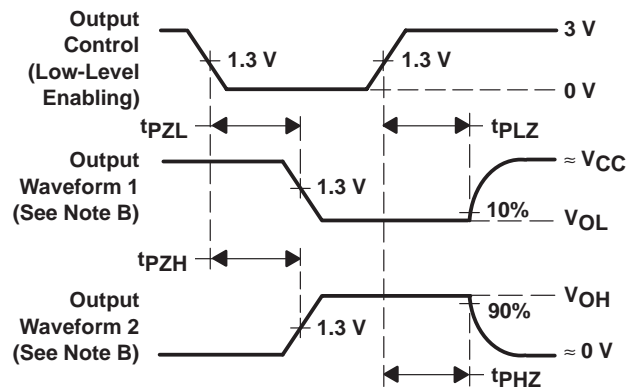 Output
Control
(Low-Level
Enabling)
1.3 V
1.3 V
3 V
0 V
tPZL
tPLZ
Output
Waveform 1
(See Note B)
1.3 V
≈ VCC
10%
VOL
tPZH
Output
Waveform 2
(See Note B)
1.3 V
VOH
90%
≈ 0 V
tPHZ